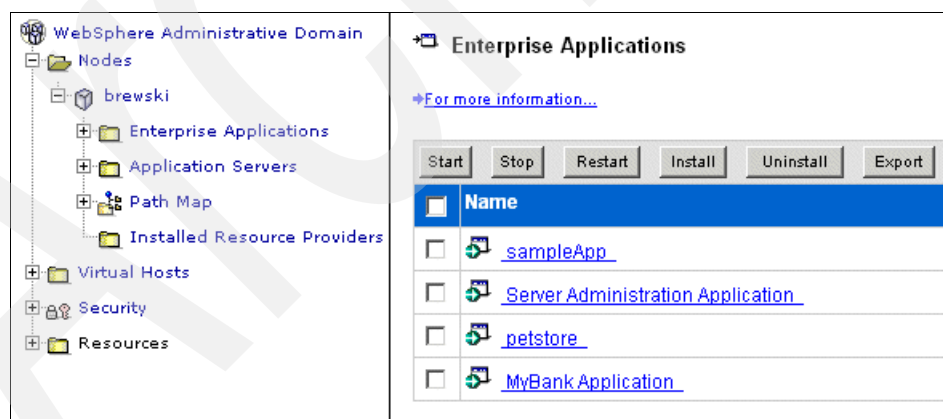 WebSphere Administrative Domain
Nodes
brewski
Enterprise Applications
Application Servers
Path Map
Installed Resource Providers
Virtual Hosts
Security
Resources
Enterprise Applications
For more information...
Start Stop Restart Install Uninstall Export
Name
sampleApp
Server Administration Application
petstore
MyBank Application